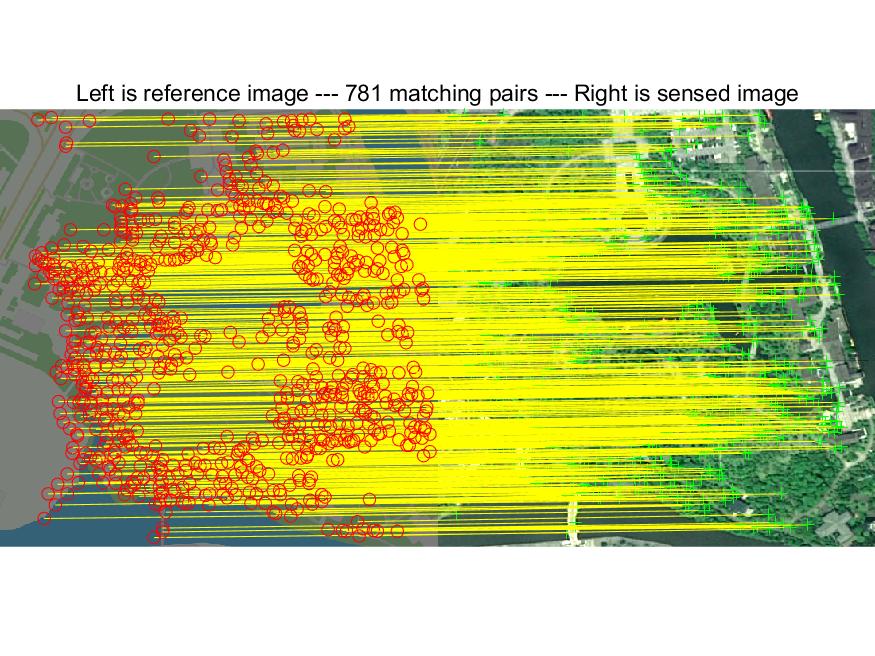 Left is reference image --- 781 matching pairs --- Right is sensed image